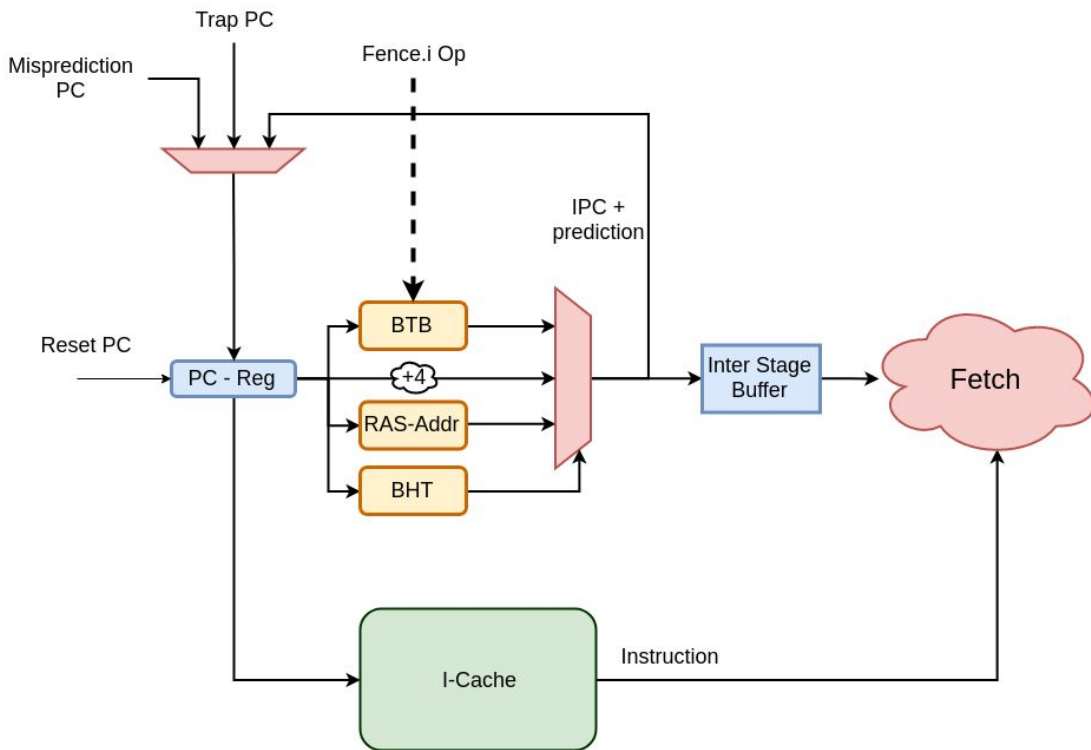 Trap PC
Misprediction
PC
Fence.i Op
IPC +
prediction
BTB
Reset PC
PC - Reg
+4
Inter Stage
Buffer
Fetch
RAS-Addr
BHT
I-Cache
Instruction